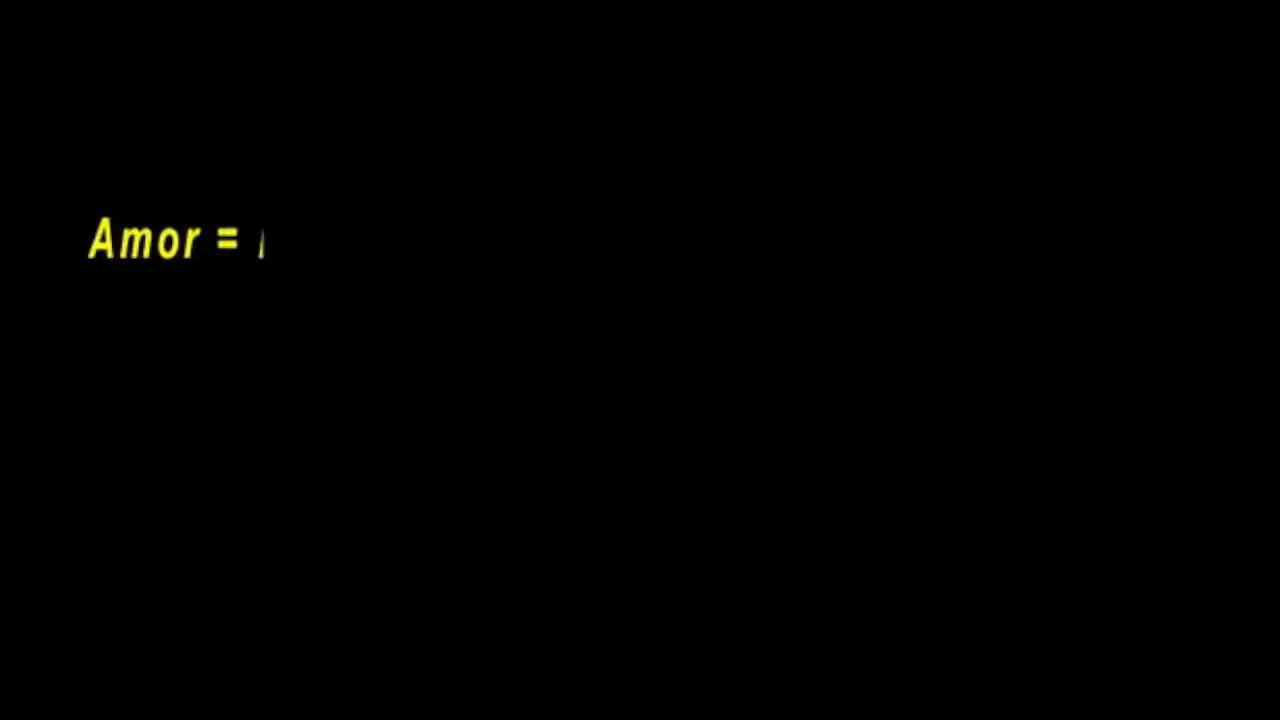 Amor =